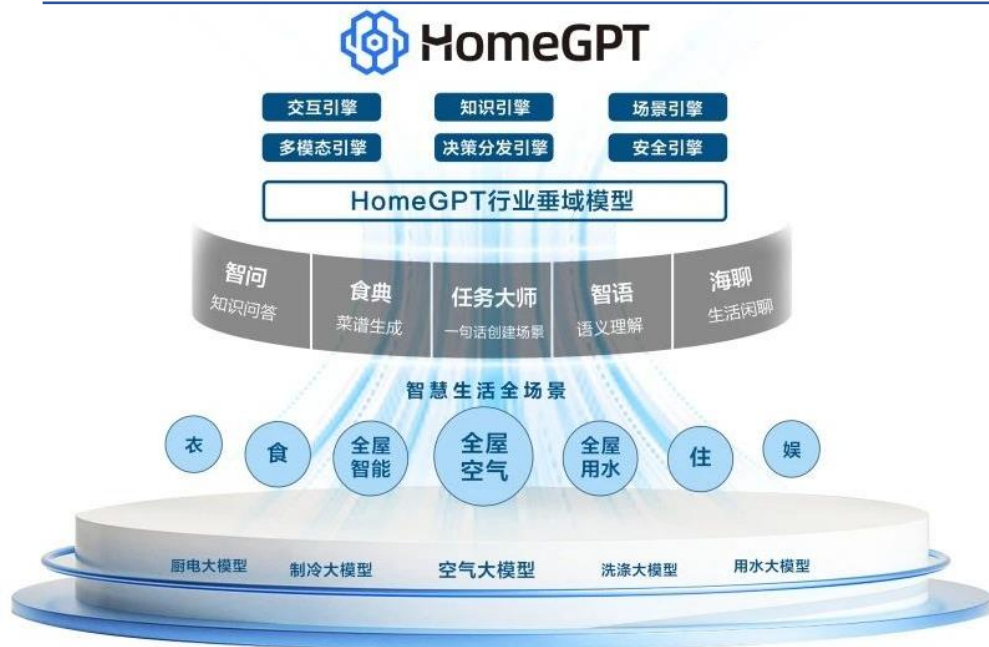 HomeGPT
交互引擎 知识引擎 场景引擎
多模态引擎 决策分发引擎 安全引擎
HomeGPT行业垂域模型
智问
知识问答
食典
菜谱生成
任务大师
一句话创建场景
智语
语义理解
海聊
生活闲聊
智慧生活全场景
衣
食
全屋
智能
全屋
空气
全屋
用水
住
娱
厨电大模型 制冷大模型 空气大模型 洗涤大模型 用水大模型